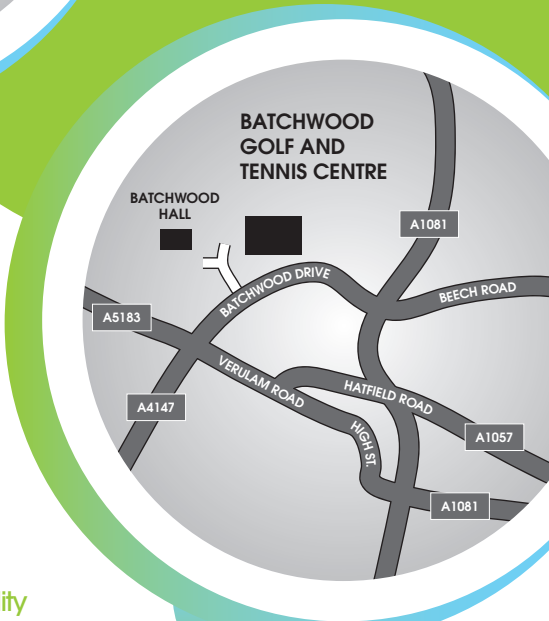 BATCHWOOD
GOLF AND
TENNIS CENTRE
BATCHWOOD
HALL
A1081
BATCHWOOD DRIVE
BEECH ROAD
A5183
VERULAM ROAD
HATFIELD ROAD
A4147
HIGH ST.
A1057
A1081
ity